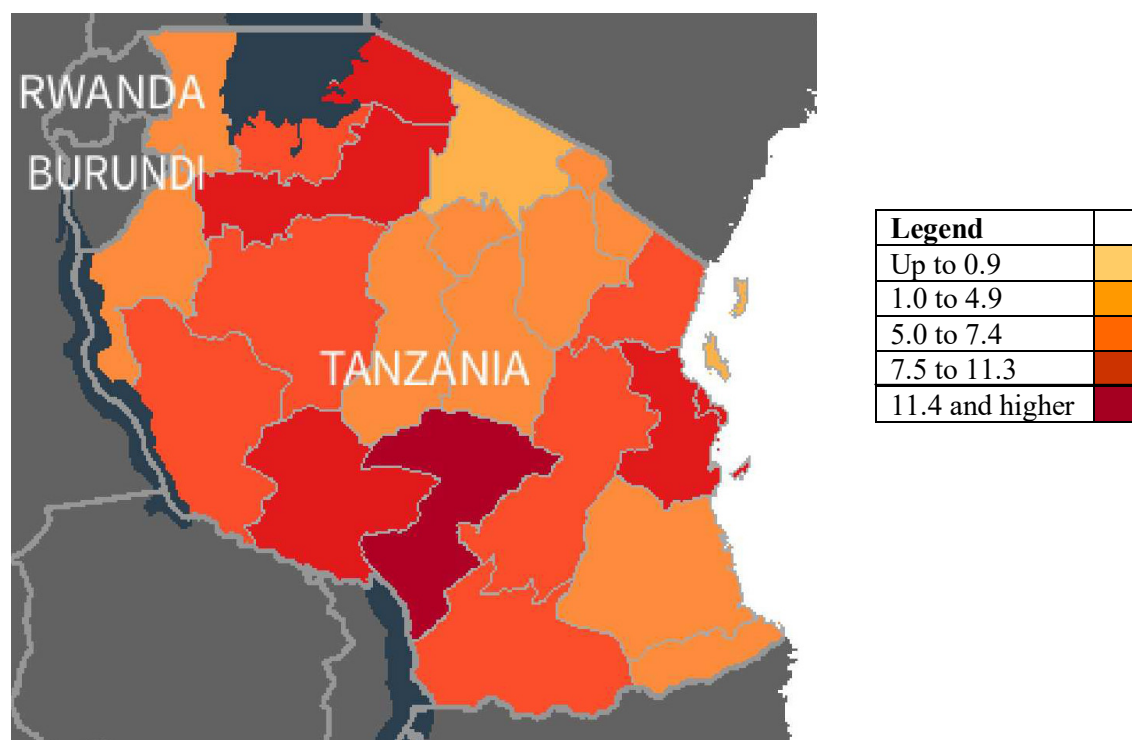 RWANDA
BURUNDI
TANZANIA
Legend
Up to 0.9
1.0 to 4.9
5.0 to 7.4
7.5 to 11.3
11.4 and higher